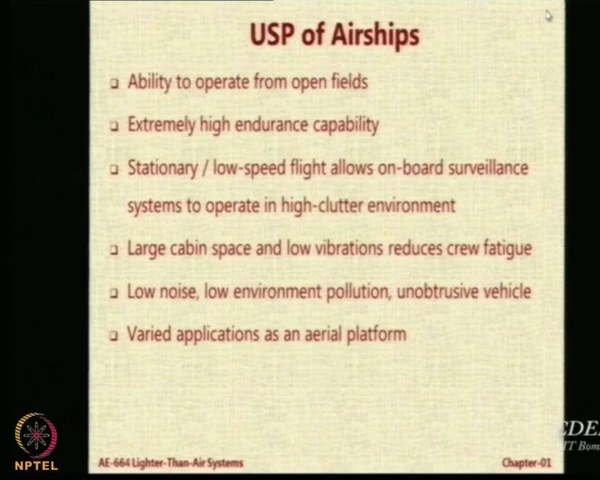 USP of Airships
Ability to operate from open fields
Extremely high endurance capability
Stationary / low-speed flight allows on-board surveillance
systems to operate in high-clutter environment
Large cabin space and low vibrations reduces crew fatigue
Low noise, low environment pollution, unobtrusive vehicle
Varied applications as an aerial platform
NPTEL
AE-664 Lighter-Than-Air Systems
Chapter-01